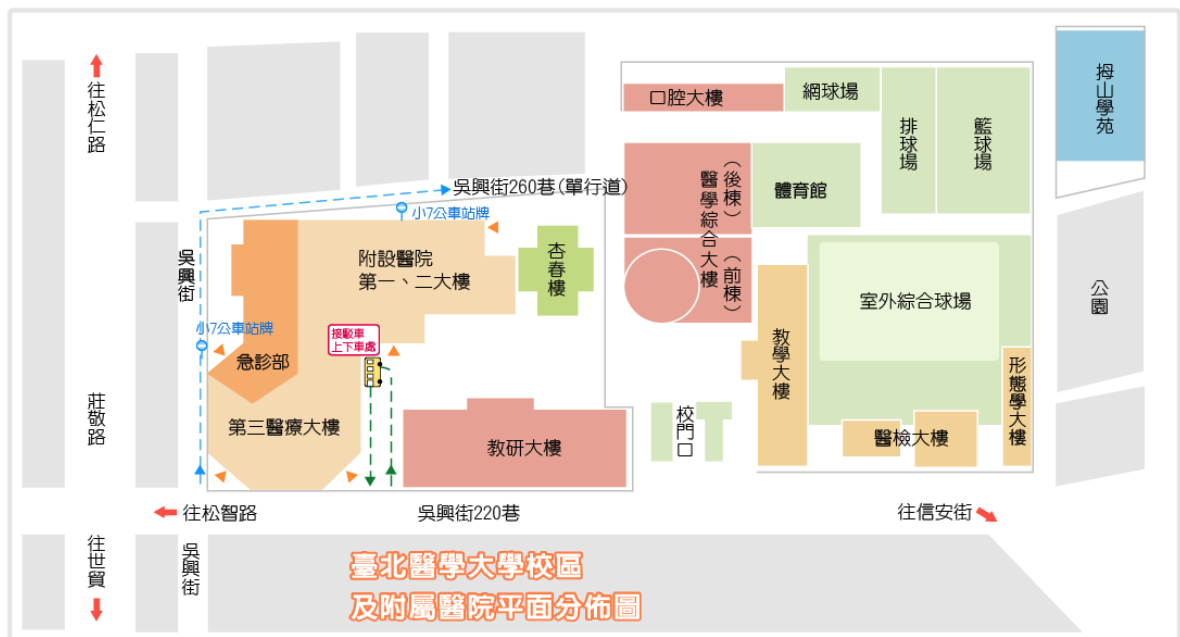 往松仁路
口腔大樓
網球場
排球場
籃球場
拇山學苑
吳興街260巷(單行道)
小7公車站牌
醫學綜合大樓
(後棟)
(前棟)
體育館
吳興街
附設醫院
第一、二大樓
杏春樓
室外綜合球場
公園
小7公車站牌
接駁車
上下車處
急診部
教學大樓
形態學大樓
莊敬路
第三醫療大樓
教研大樓
校門口
醫檢大樓
往松智路
吳興街220巷
往信安街
往世貿
吳興街
臺北醫學大學校區
及附屬醫院平面分佈圖